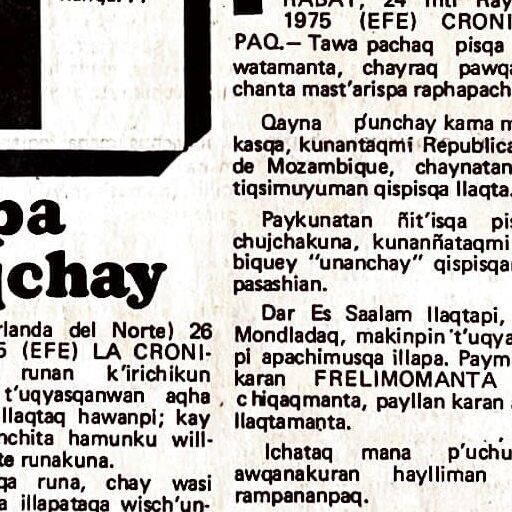 pa
chay
rlanda del Norte) 26
5 (EFE) LA CRONI-
runan k'irichikun
t'uqyasqanwan aqha
llaqtaq hawanpi; kay
nchita hamunku will-
te runakuna.
qa runa, chay wasi
a illapataqa wisch'un-
RABAT, 24 Inti Ray
1975 (EFE) CRONI
PAQ.— Tawa pachaq pisqa
watamanta, chayraq pawqa
chanta mast'arispa raphapach
Qayna p'unchay kama m
kasqa, kunantaqmi Republica
de Mozambique, chaynatan
tiqsimuyuman qispisqa llaqta.
Paykunatan ñit'isqa pis
chujchakuna, kunanñataqmi
biquey "unanchay" qispisqa
pasashian.
Dar Es Saalam llaqtapi,
Mondladaq, makinpin t'uqya
pi apachimusqa illapa. Paym
karan FRELIMOMANTA
chiqaqmanta, payllan karan
llaqtamanta.
Ichataq mana p'uchu
awqanakuran haylliman
rampananpaq.